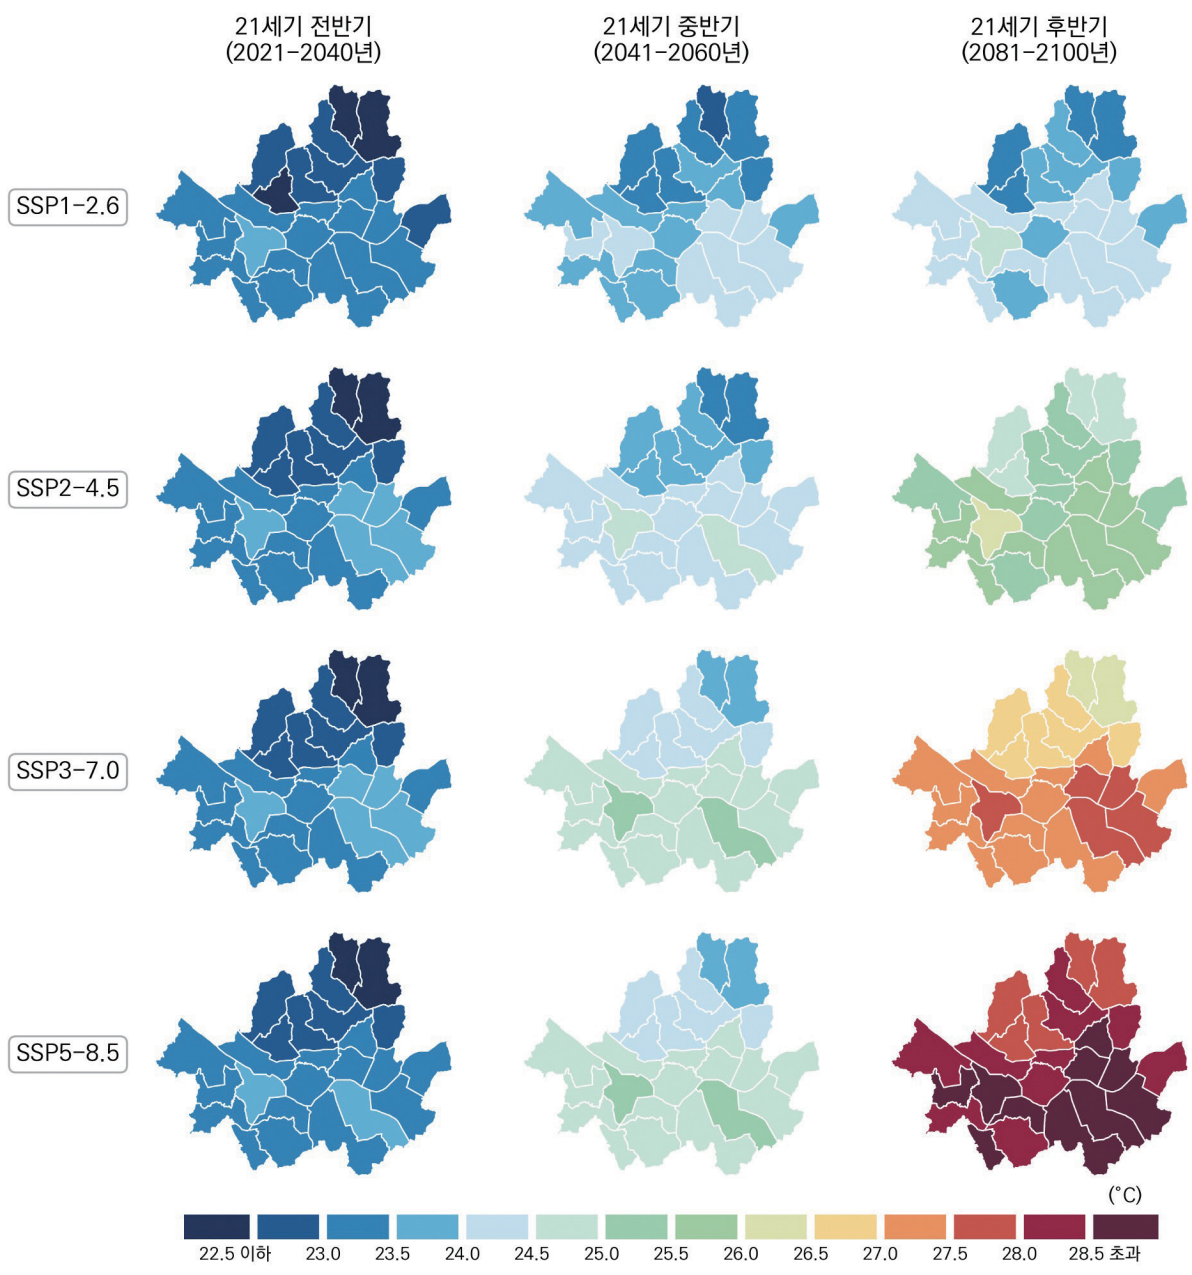 21세기 전반기
(2021-2040년)
21세기 중반기
(2041-2060년)
21세기 후반기
(2081-2100년)
SSP1-2.6
SSP2-4.5
SSP3-7.0
SSP5-8.5
(°C)
22.5 이하 23.0 23.5 24.0 24.5 25.0 25.5 26.0 26.5 27.0 27.5 28.0 28.5 초과